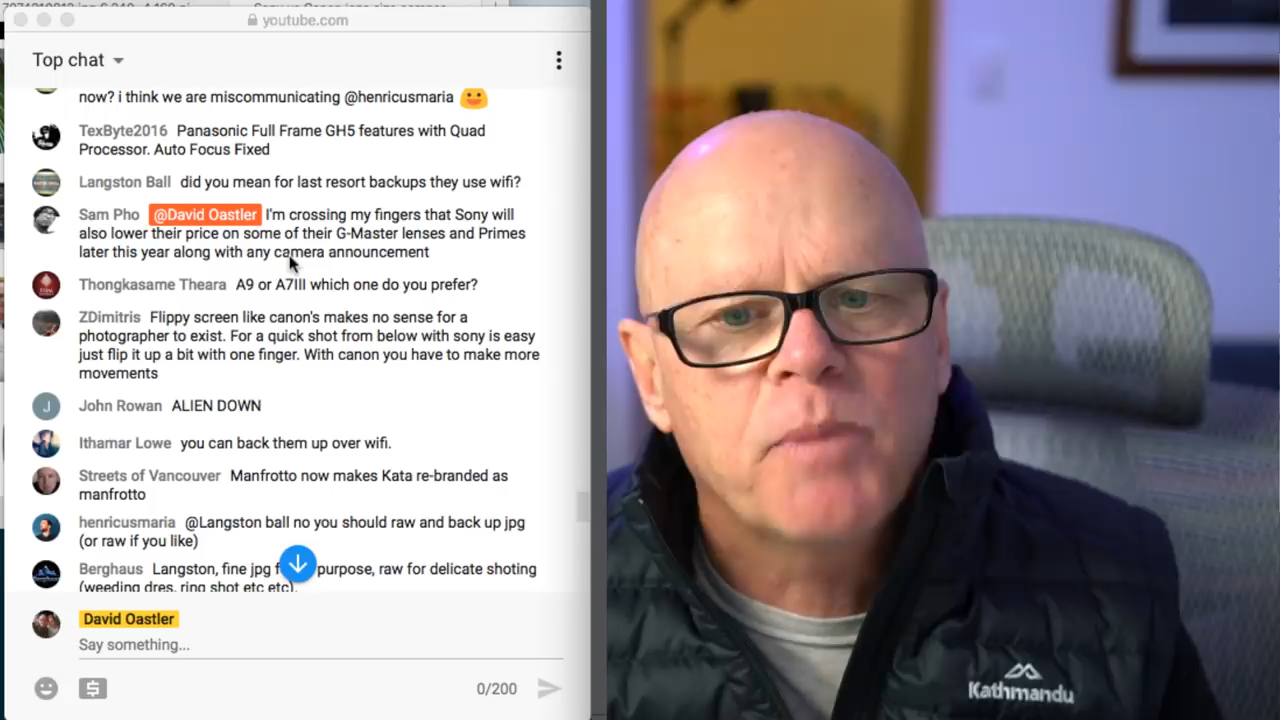 youtube.com
Top chat
now? i think we are miscommunicating @henricusmaria
TexByte2016 Panasonic Full Frame GH5 features with Quad
Processor. Auto Focus Fixed
Langston Ball did you mean for last resort backups they use wifi?
Sam Pho @David Oastler I'm crossing my fingers that Sony will
also lower their price on some of their G-Master lenses and Primes
later this year along with any camera announcement
Thongkasame Theara A9 or A7III which one do you prefer?
ZDimitris Flippy screen like canon's makes no sense for a
photographer to exist. For a quick shot from below with sony is easy
just flip it up a bit with one finger. With canon you have to make more
movements
J John Rowan ALIEN DOWN
Ithamar Lowe you can back them up over wifi.
Streets of Vancouver Manfrotto now makes Kata re-branded as
manfrotto
henricusmaria @Langston ball no you should raw and back up jpg
(or raw if you like)
Berghaus Langston, fine jpg f purpose, raw for delicate shoting
(weeding dres, ring shot etc etc).
David Oastler
Say something...
0/200
Kathmandu